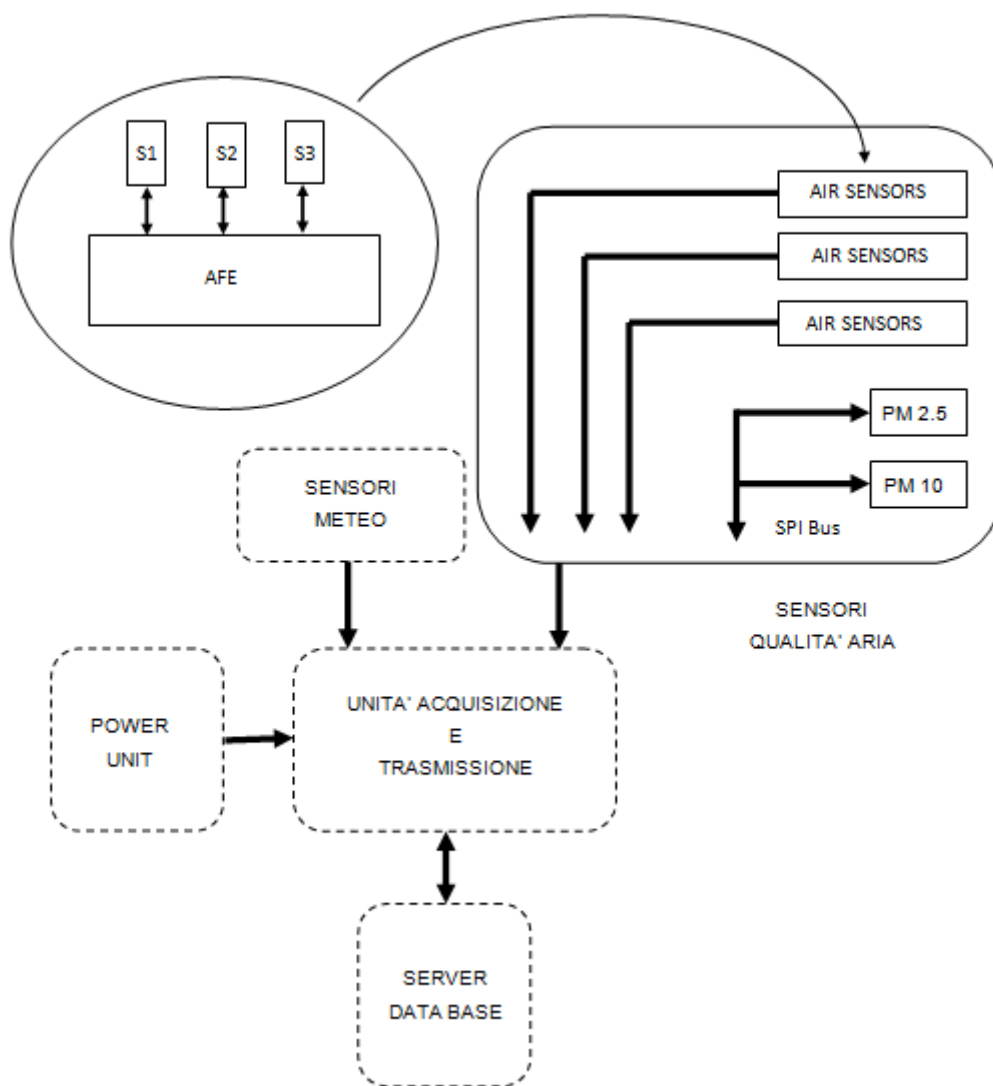 S1
S2
S3
AFE
AIR SENSORS
AIR SENSORS
AIR SENSORS
PM 2.5
PM 10
SPI Bus
SENSORI
QUALITA' ARIA
SENSORI
METEO
POWER
UNIT
UNITA' ACQUISIZIONE
E
TRASMISSIONE
SERVER
DATA BASE